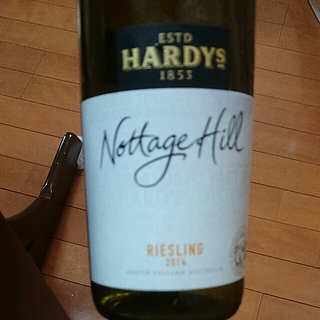 ESTD
HARDYS
1853
Nottage Hill
RIESLING
2014
SOUTH EASTERN AUSTRALIA